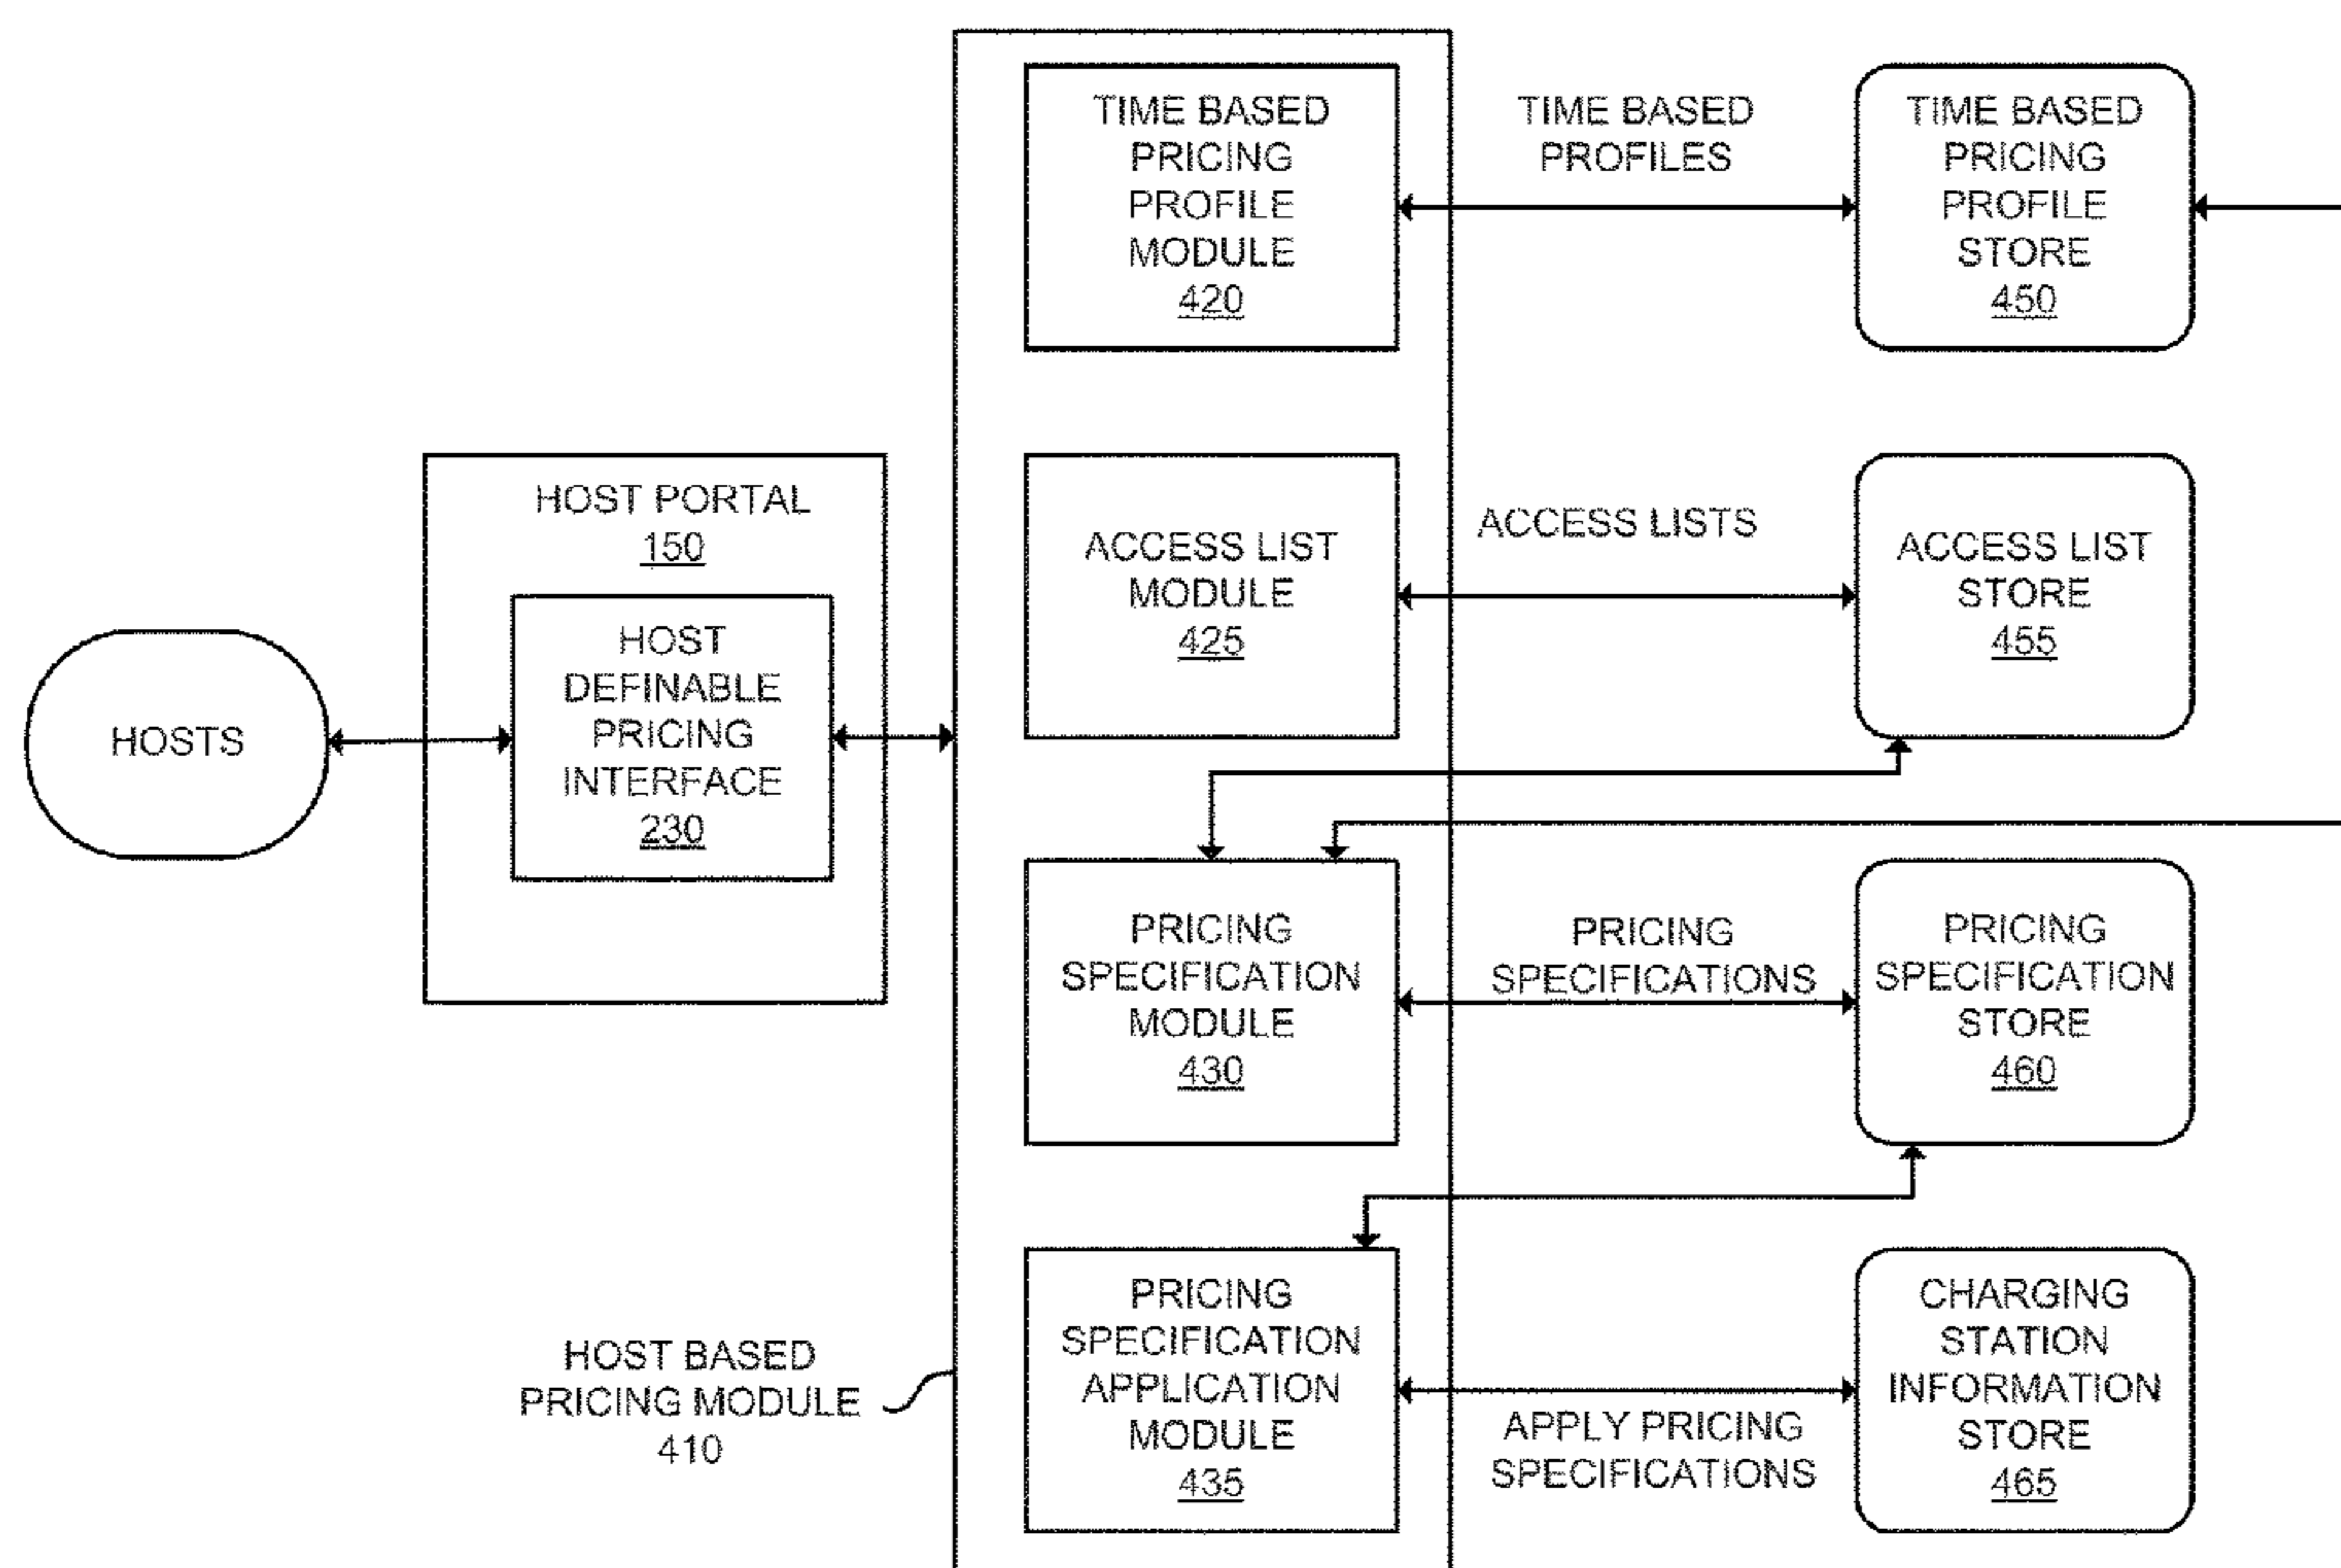 TIME BASED
PRICING
PROFILE
MODULE
420
TIME BASED
PROFILES
TIME BASED
PRICING
PROFILE
STORE
450
HOST PORTAL
150
HOST
DEFINABLE
PRICING
INTERFACE
230
HOSTS
ACCESS LIST
MODULE
425
ACCESS LISTS
ACCESS LIST
STORE
455
PRICING
SPECIFICATION
MODULE
430
PRICING
SPECIFICATIONS
PRICING
SPECIFICATION
STORE
460
HOST BASED
PRICING MODULE
410
PRICING
SPECIFICATION
APPLICATION
MODULE
435
APPLY PRICING
SPECIFICATIONS
CHARGING
STATION
INFORMATION
STORE
465